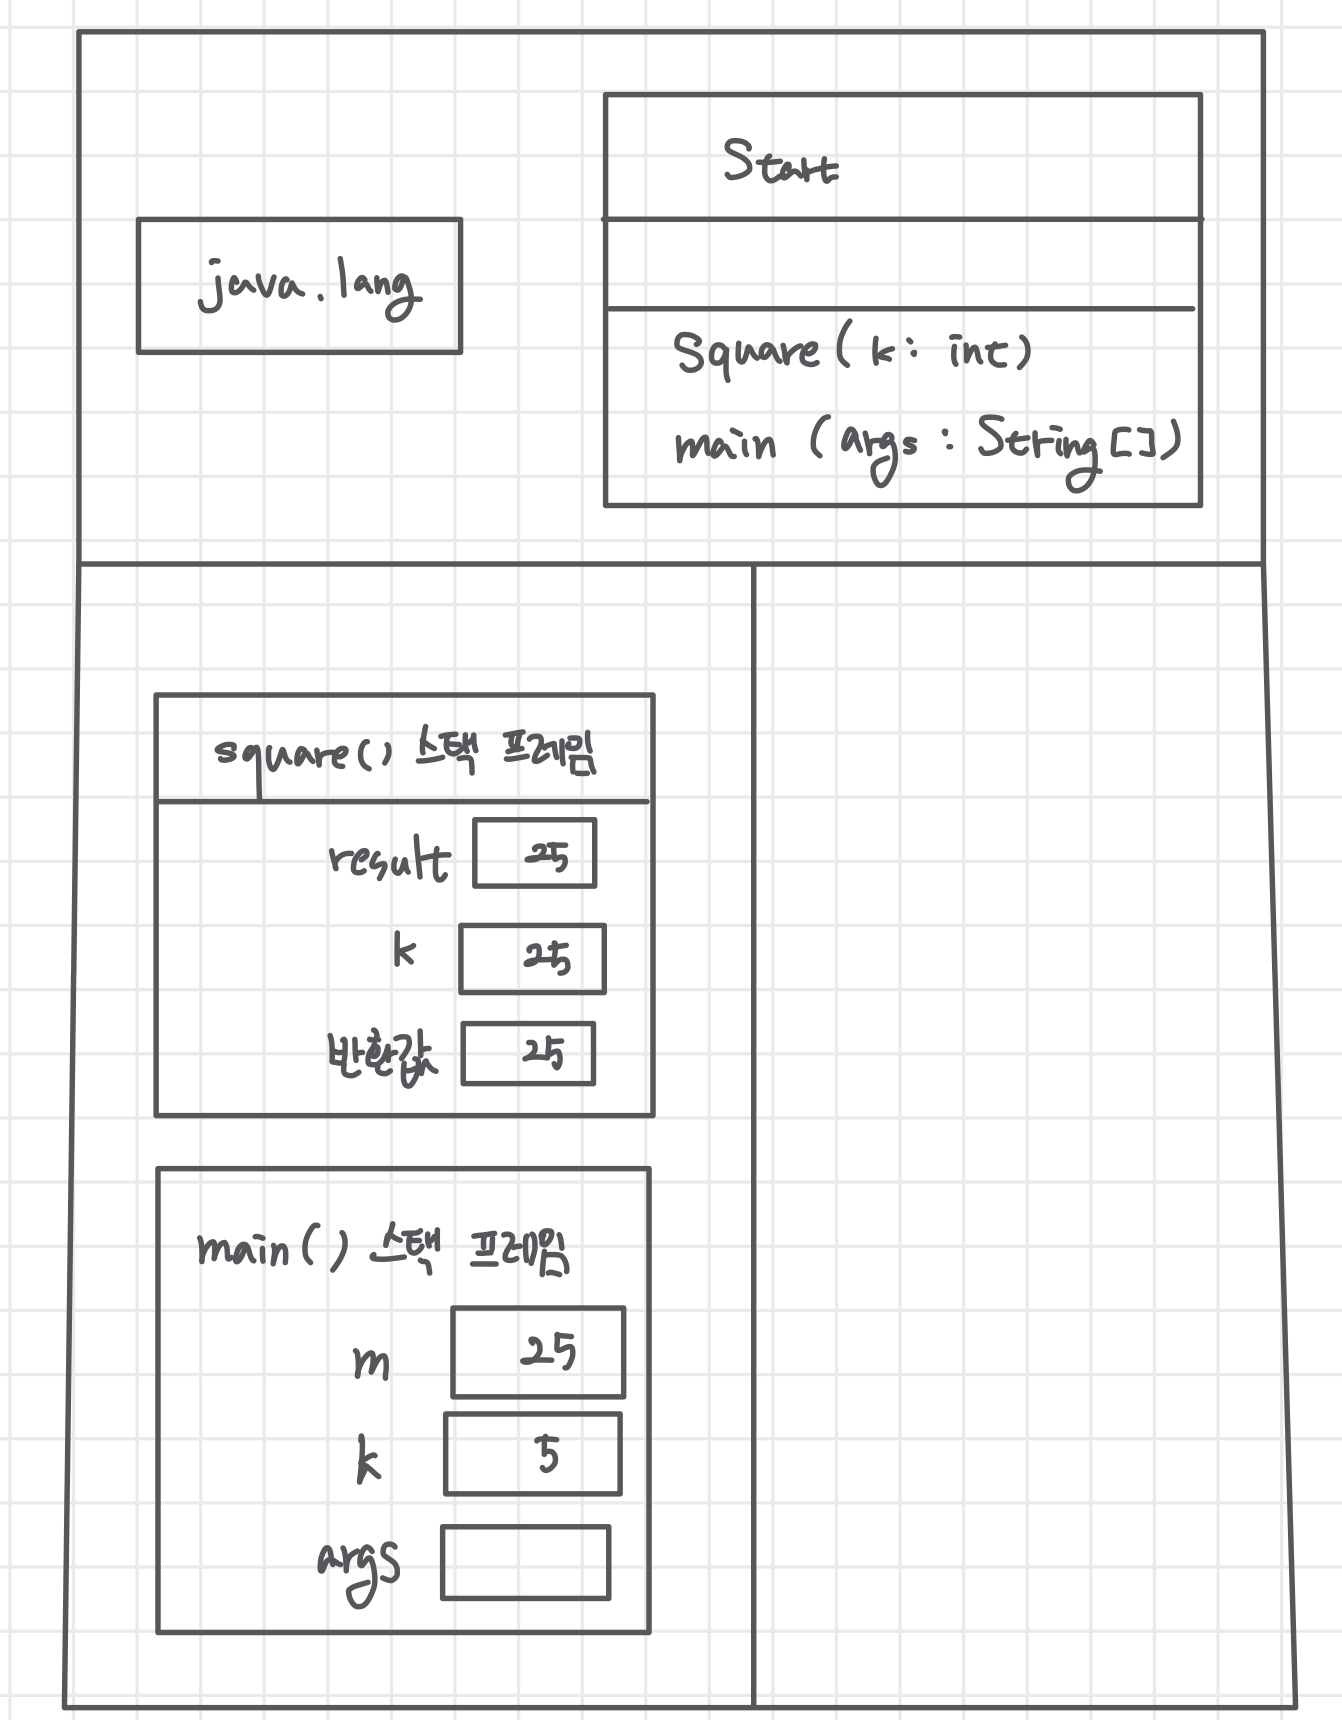 Start
java.lang
Square(k: int)
main (args : String[])
square() 스택 프레임
result 25
k 25
반환값 25
main() 스택 프레임
m 25
k 5
args